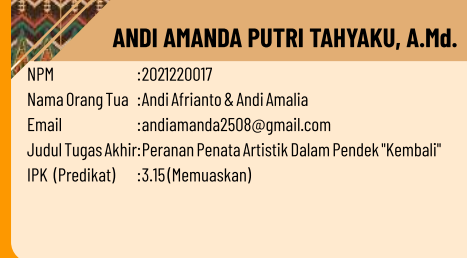 ANDI AMANDA PUTRI TAHYAKU, A.Md.
NPM :2021220017
Nama Orang Tua :Andi Afrianto & Andi Amalia
Email :andiamanda2508@gmail.com
Judul Tugas Akhir:Peranan Penata Artistik Dalam Pendek "Kembali"
IPK (Predikat) :3.15 (Memuaskan)